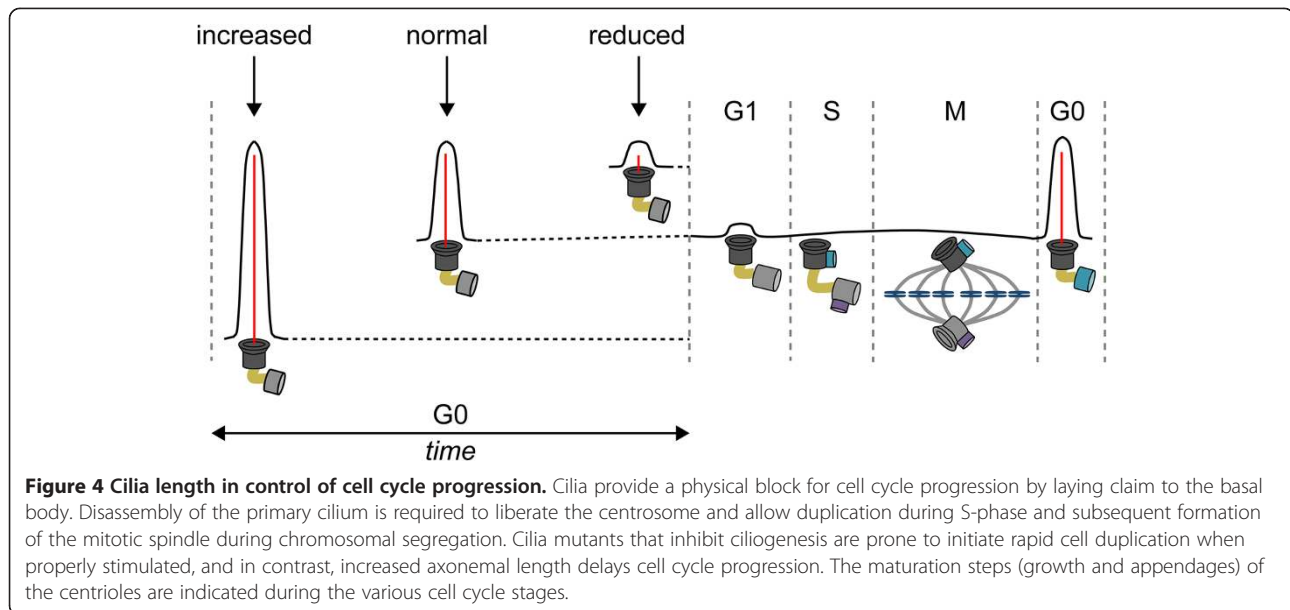 increased normal reduced
G1 S M G0
G0
time
Figure 4 Cilia length in control of cell cycle progression. Cilia provide a physical block for cell cycle progression by laying claim to the basal
body. Disassembly of the primary cilium is required to liberate the centrosome and allow duplication during S-phase and subsequent formation
of the mitotic spindle during chromosomal segregation. Cilia mutants that inhibit ciliogenesis are prone to initiate rapid cell duplication when
properly stimulated, and in contrast, increased axonemal length delays cell cycle progression. The maturation steps (growth and appendages) of
the centrioles are indicated during the various cell cycle stages.